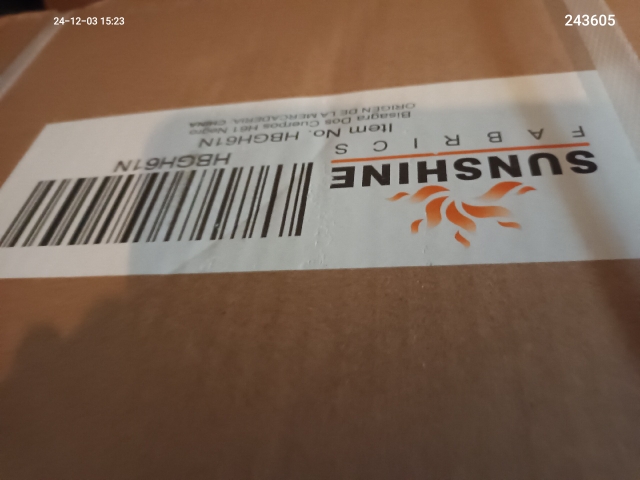 24-12-03 15:23
243605
SUNSHINE
FABRICS
HBGH61N
Item No. HBGH61N
Bisagra Dos Cuerpos H61 Negro
ORIGEN DE LA MERCADERIA: CHINA